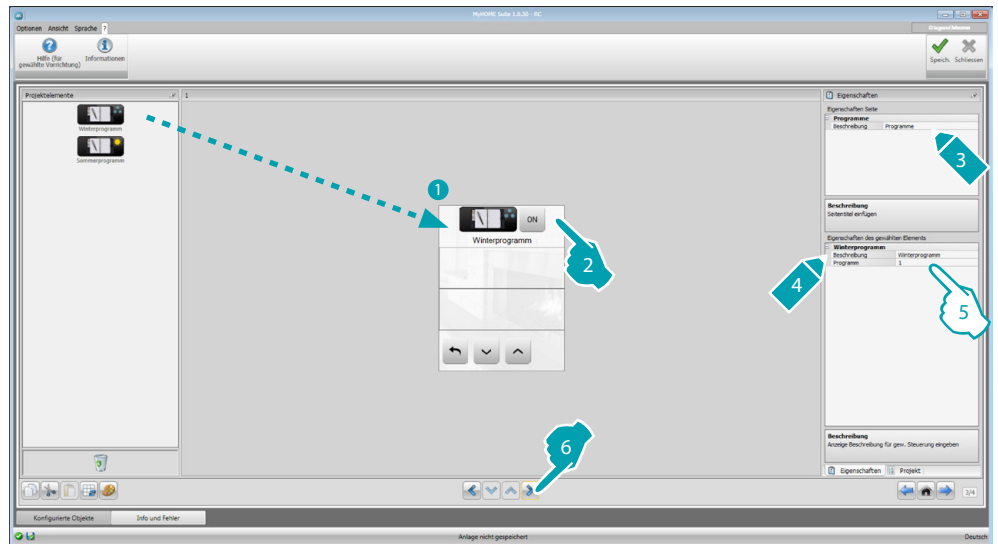 MyHOME Suite 1.0.20 - RC
Optionen Ansicht Sprache ?
Hilfe (für gewählte Vorrichtung)
Informationen
Speich. Schliessen
Projektelemente
Winterprogramm
Sommerprogramm
1
1
ON
Winterprogramm
2
Eigenschaften
Eigenschaften Seite
Programme
Beschreibung Programme
3
Beschreibung
Seitentitel einfügen
Eigenschaften des gewählten Elements
Winterprogramm
Beschreibung Winterprogramm
Programm 1
4
5
Beschreibung
Anzeige Beschreibung für gew. Steuerung eingeben
Eigenschaften Projekt
6
3/4
Konfigurierte Objekte Info und Fehler
Anlage nicht gespeichert
Deutsch